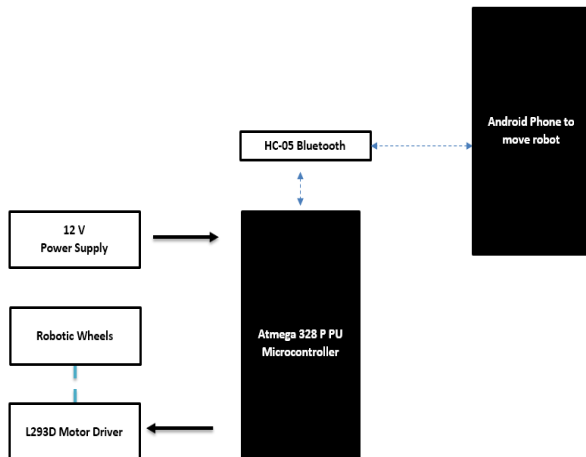 Android Phone to
move robot
HC-05 Bluetooth
12 V
Power Supply
Robotic Wheels
Atmega 328 P PU
Microcontroller
L293D Motor Driver